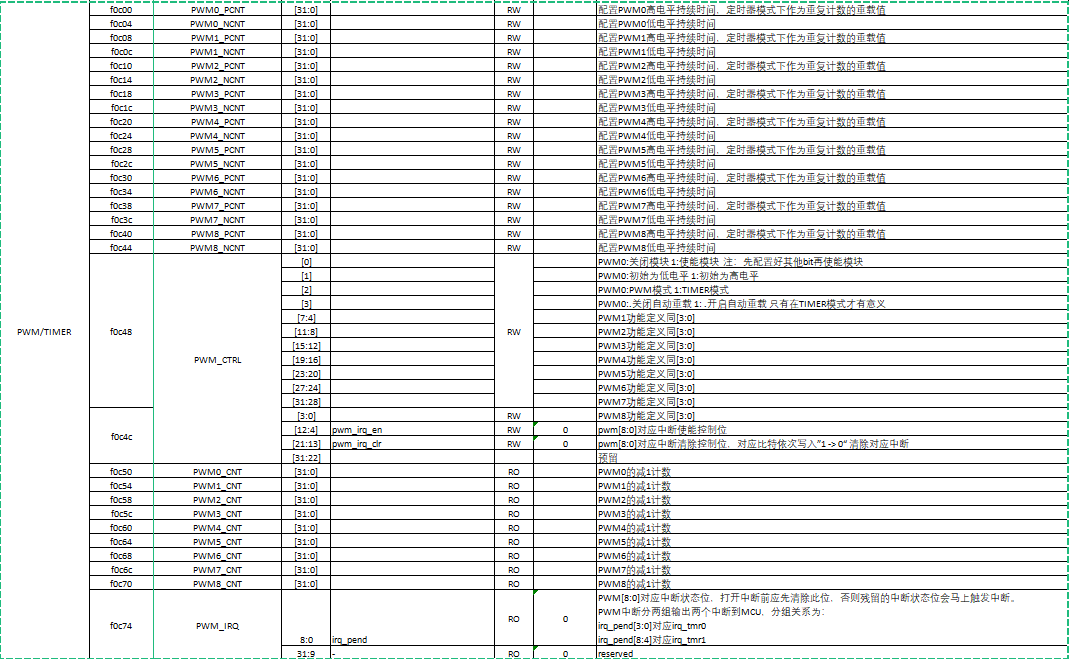 f0c00 PWM0_PCNT [31:0] RW 配置PWM0高电平持续时间，定时器模式下作为重复计数的重载值
f0c04 PWM0_NCNT [31:0] RW 配置PWM0低电平持续时间
f0c08 PWM1_PCNT [31:0] RW 配置PWM1高电平持续时间，定时器模式下作为重复计数的重载值
f0c0c PWM1_NCNT [31:0] RW 配置PWM1低电平持续时间
f0c10 PWM2_PCNT [31:0] RW 配置PWM2高电平持续时间，定时器模式下作为重复计数的重载值
f0c14 PWM2_NCNT [31:0] RW 配置PWM2低电平持续时间
f0c18 PWM3_PCNT [31:0] RW 配置PWM3高电平持续时间，定时器模式下作为重复计数的重载值
f0c1c PWM3_NCNT [31:0] RW 配置PWM3低电平持续时间
f0c20 PWM4_PCNT [31:0] RW 配置PWM4高电平持续时间，定时器模式下作为重复计数的重载值
f0c24 PWM4_NCNT [31:0] RW 配置PWM4低电平持续时间
f0c28 PWM5_PCNT [31:0] RW 配置PWM5高电平持续时间，定时器模式下作为重复计数的重载值
f0c2c PWM5_NCNT [31:0] RW 配置PWM5低电平持续时间
f0c30 PWM6_PCNT [31:0] RW 配置PWM6高电平持续时间，定时器模式下作为重复计数的重载值
f0c34 PWM6_NCNT [31:0] RW 配置PWM6低电平持续时间
f0c38 PWM7_PCNT [31:0] RW 配置PWM7高电平持续时间，定时器模式下作为重复计数的重载值
f0c3c PWM7_NCNT [31:0] RW 配置PWM7低电平持续时间
f0c40 PWM8_PCNT [31:0] RW 配置PWM8高电平持续时间，定时器模式下作为重复计数的重载值
f0c44 PWM8_NCNT [31:0] RW 配置PWM8低电平持续时间
[0] PWM0:关闭模块 1:使能模块 注：先配置好其他bit再使能模块
[1] PWM0:初始为低电平 1:初始为高电平
[2] PWM0:PWM模式 1:TIMER模式
[3] PWM0:.关闭自动重载 1: .开启自动重载 只有在TIMER模式才有意义
[7:4] PWM1功能定义同[3:0]
PWM/TIMER f0c48 [11:8] RW PWM2功能定义同[3:0]
[15:12] PWM3功能定义同[3:0]
PWM_CTRL [19:16] PWM4功能定义同[3:0]
[23:20] PWM5功能定义同[3:0]
[27:24] PWM6功能定义同[3:0]
[31:28] PWM7功能定义同[3:0]
[3:0] RW PWM8功能定义同[3:0]
f0c4c [12:4] pwm_irq_en RW 0 pwm[8:0]对应中断使能控制位
[21:13] pwm_irq_clr RW 0 pwm[8:0]对应中断清除控制位，对应比特依次写入”1 -> 0“ 清除对应中断
[31:22] 预留
f0c50 PWM0_CNT [31:0] RO PWM0的减1计数
f0c54 PWM1_CNT [31:0] RO PWM1的减1计数
f0c58 PWM2_CNT [31:0] RO PWM2的减1计数
f0c5c PWM3_CNT [31:0] RO PWM3的减1计数
f0c60 PWM4_CNT [31:0] RO PWM4的减1计数
f0c64 PWM5_CNT [31:0] RO PWM5的减1计数
f0c68 PWM6_CNT [31:0] RO PWM6的减1计数
f0c6c PWM7_CNT [31:0] RO PWM7的减1计数
f0c70 PWM8_CNT [31:0] RO PWM8的减1计数
f0c74 PWM_IRQ 8:0 irq_pend RO 0 PWM[8:0]对应中断状态位，打开中断前应先清除此位，否则残留的中断状态位会马上触发中断。
PWM中断分两组输出两个中断到MCU，分组关系为：
irq_pend[3:0]对应irq_tmr0
irq_pend[8:4]对应irq_tmr1
31:9 - RO 0 reserved